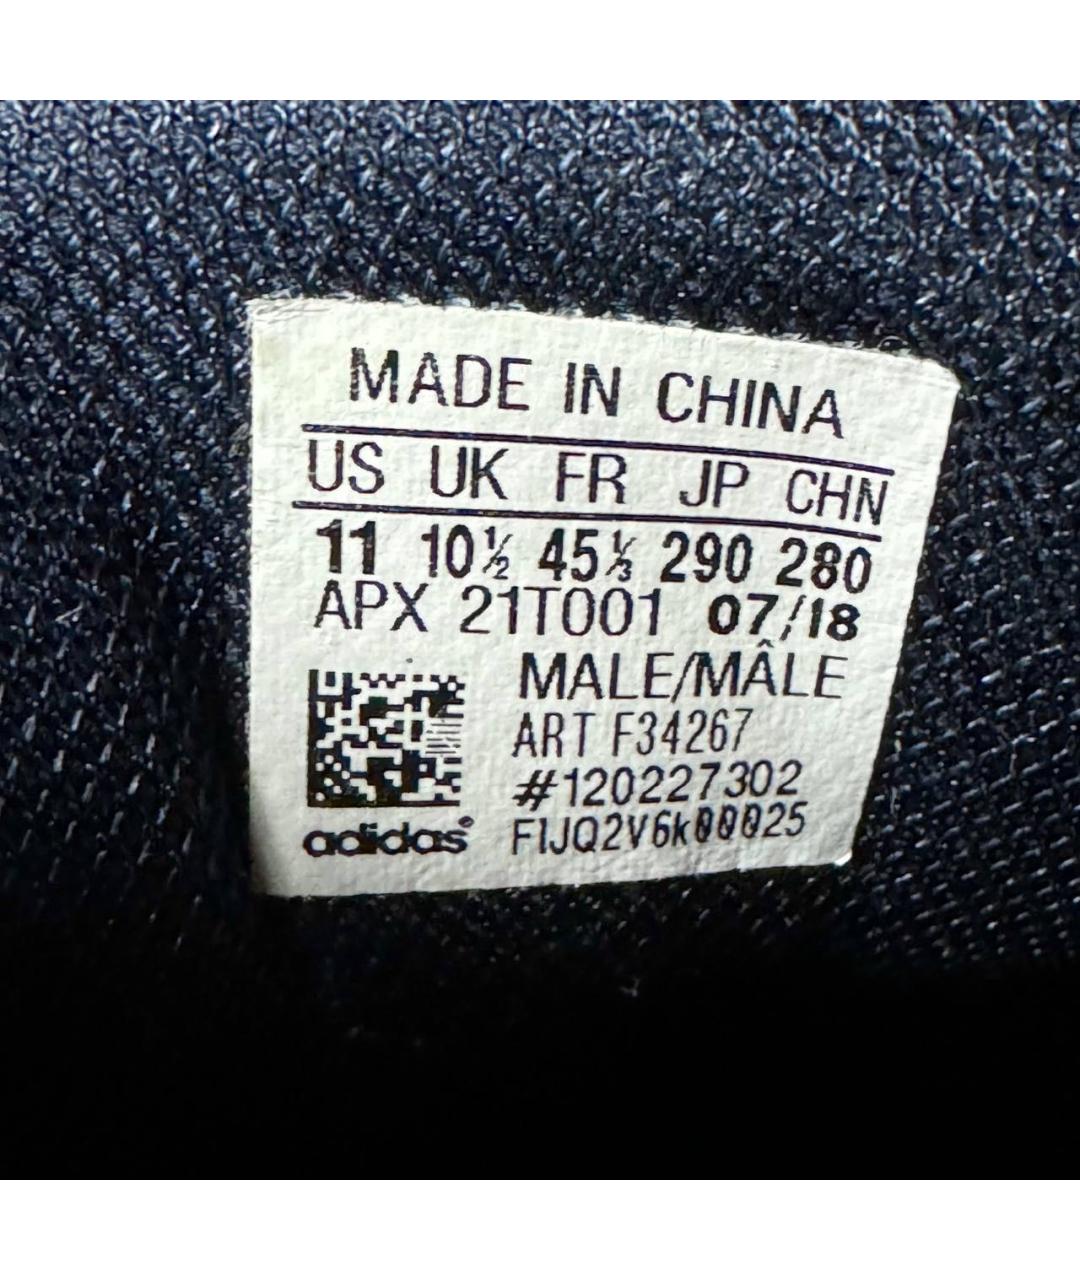 MADE IN CHINA
US UK FR JP CHN
11 10½ 45⅓ 290 280
APX 21T001 07/18
MALE/MÂLE
ART F34267
#120227302
FIJQ2V6k00025
adidas®